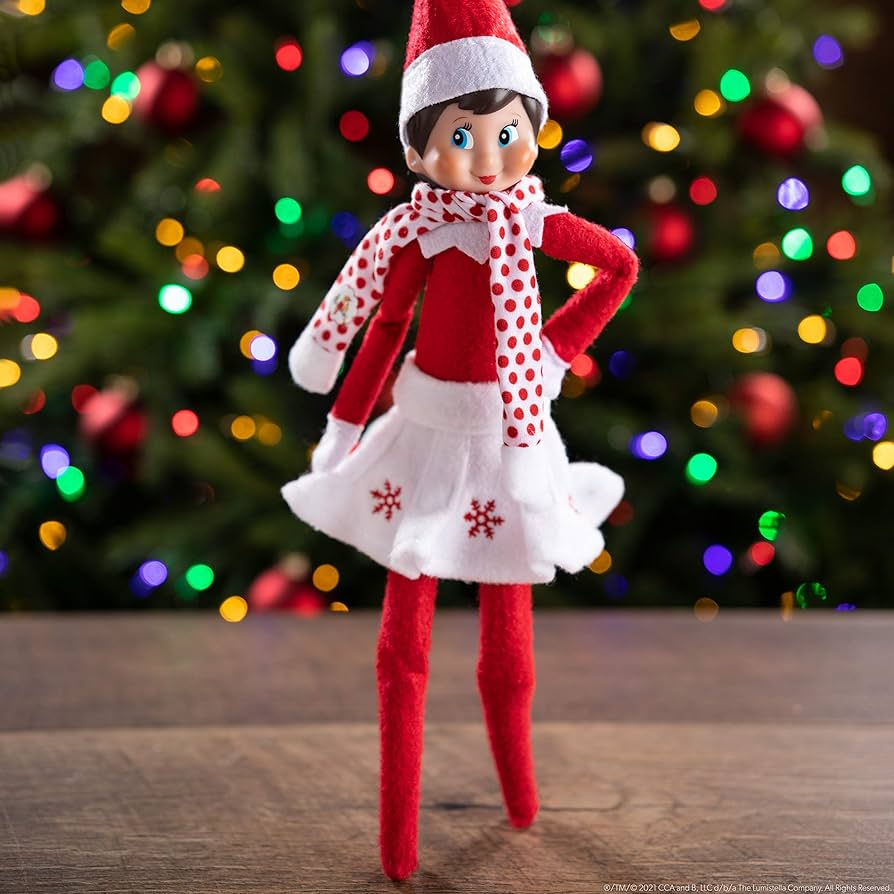 ®/TM/© 2021 CCA and B, LLC d/b/a The Lumistella Company. All Rights Reserved.